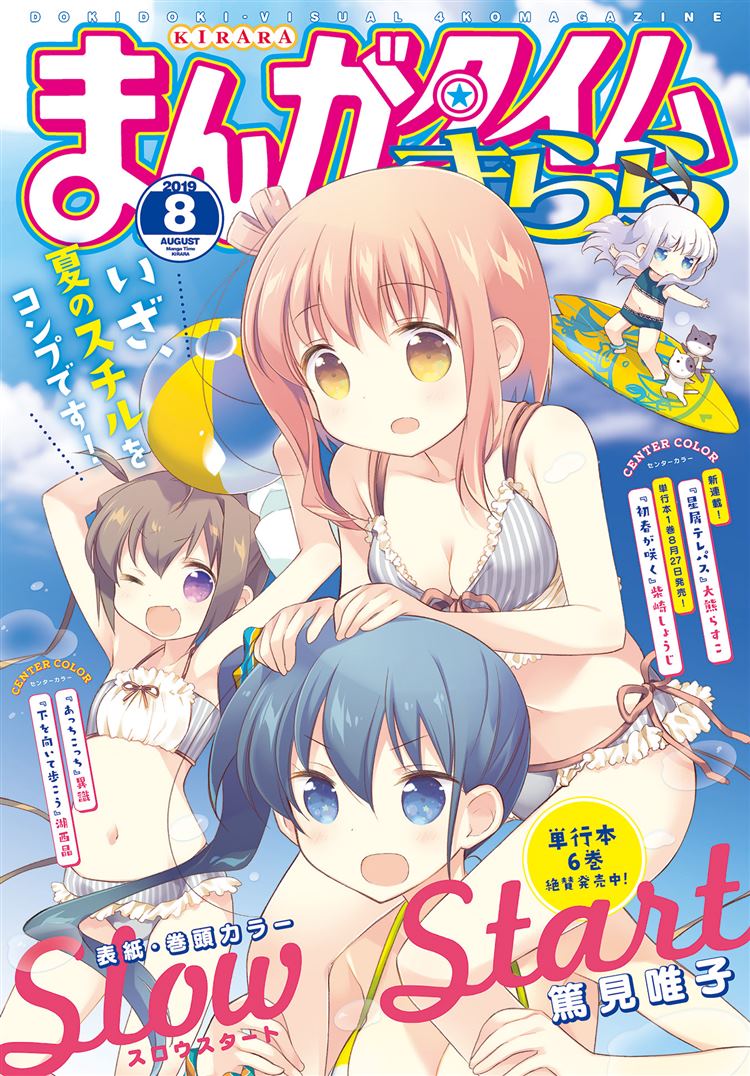 DOKIDOKI・VISUAL 4KOMAGAZINE
KIRARA
まんがタイム
きらら
2019
8
AUGUST
Manga Time
KIRARA
いざ、
夏のスチルを
コンプです！
CENTER COLOR
センターカラー
新連載！
『星屑テレパス』大熊らすこ
単行本1巻8月27日発売！
『初春が咲く』柴崎しょうじ
CENTER COLOR
センターカラー
『あっちこっち』異識
『下を向いて歩こう』湖西晶
単行本
6巻
絶賛発売中！
表紙・巻頭カラー
Slow Start
スロウスタート
篤見唯子